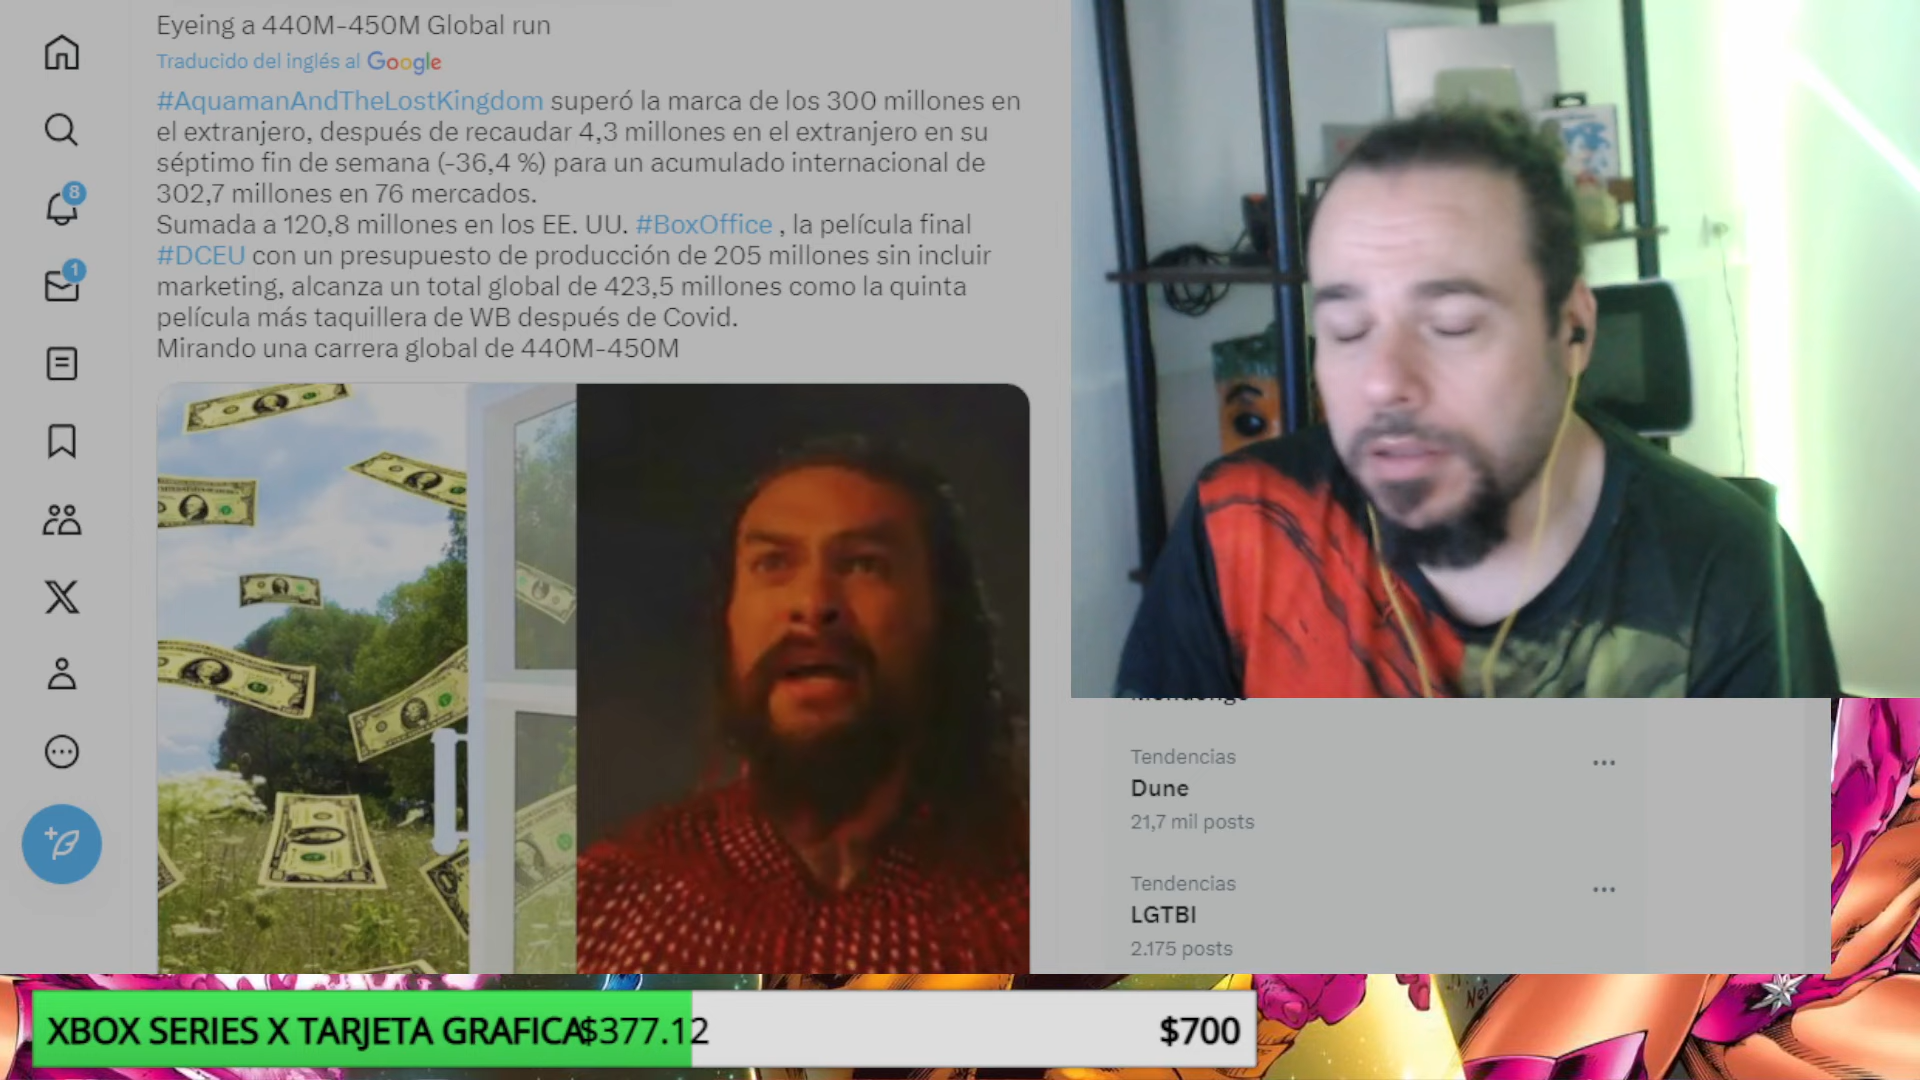 Eyeing a 440M-450M Global run
Traducido del inglés al Google
#AquamanAndTheLostKingdom superó la marca de los 300 millones en
el extranjero, después de recaudar 4,3 millones en el extranjero en su
séptimo fin de semana (-36,4 %) para un acumulado internacional de
302,7 millones en 76 mercados.
Sumada a 120,8 millones en los EE. UU. #BoxOffice , la película final
#DCEU con un presupuesto de producción de 205 millones sin incluir
marketing, alcanza un total global de 423,5 millones como la quinta
película más taquillera de WB después de Covid.
Mirando una carrera global de 440M-450M
8
1
Tendencias
Dune
21,7 mil posts
Tendencias
LGTBI
2.175 posts
XBOX SERIES X TARJETA GRAFICA $377.12 $700